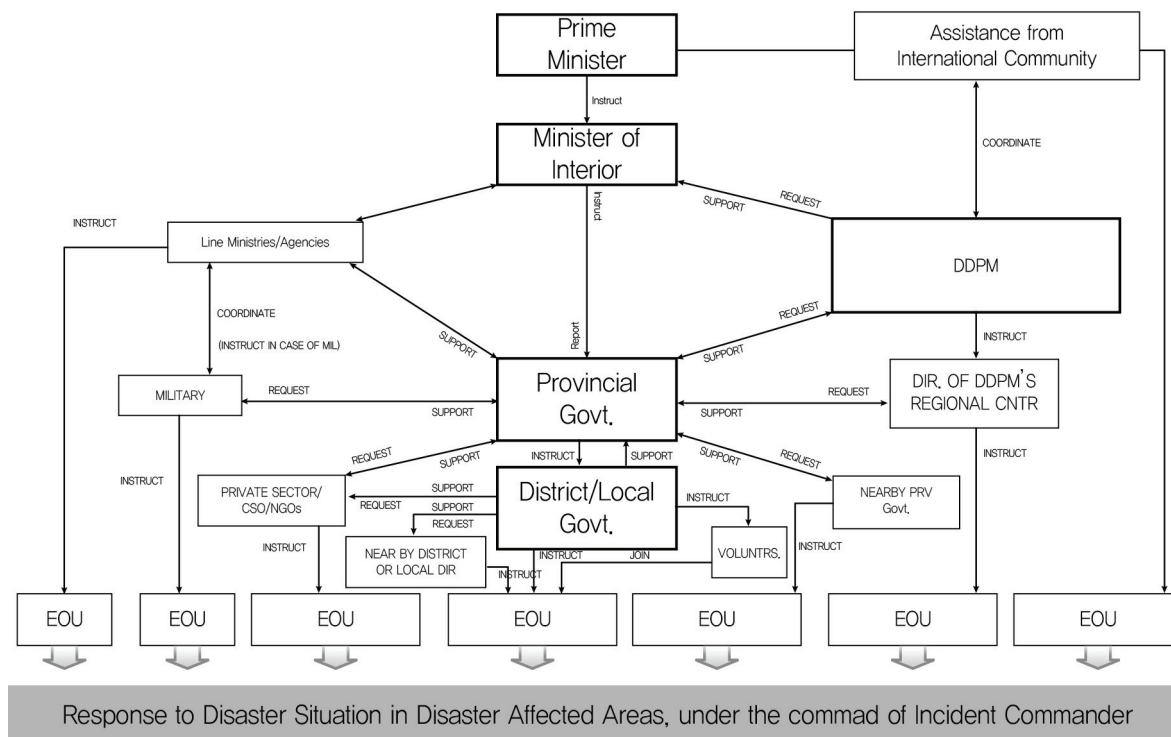 Prime
Minister
Assistance from
International Community
Instruct
Minister of
Interior
COORDINATE
REQUEST
SUPPORT
INSTRUCT
Instruct
Line Ministries/Agencies
DDPM
COORDINATE
(INSTRUCT IN CASE OF MIL)
SUPPORT
Report
REQUEST
SUPPORT
INSTRUCT
Provincial
Govt.
DIR. OF DDPM'S
REGIONAL CNTR
MILITARY
REQUEST
SUPPORT
REQUEST
SUPPORT
REQUEST
SUPPORT
INSTRUCT
SUPPORT
SUPPORT
REQUEST
INSTRUCT
INSTRUCT
PRIVATE SECTOR/
CSO/NGOs
SUPPORT
REQUEST
SUPPORT
REQUEST
District/Local
Govt.
INSTRUCT
NEARBY PRV
Govt.
INSTRUCT
NEAR BY DISTRICT
OR LOCAL DIR
INSTRUCT
INSTRUCT
JOIN
VOLUNTRS.
INSTRUCT
EOU
EOU
EOU
EOU
EOU
EOU
EOU
Response to Disaster Situation in Disaster Affected Areas, under the commad of Incident Commander